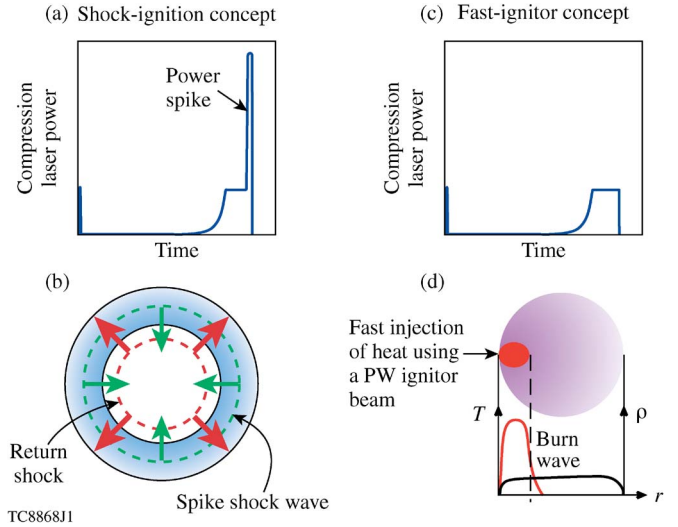 (a) Shock-ignition concept
Compression
laser power
Power
spike
Time
(c) Fast-ignitor concept
Compression
laser power
Time
(b)
Return
shock
Spike shock wave
(d)
Fast injection
of heat using
a PW ignitor
beam
T
ρ
Burn
wave
r
TC8868J1